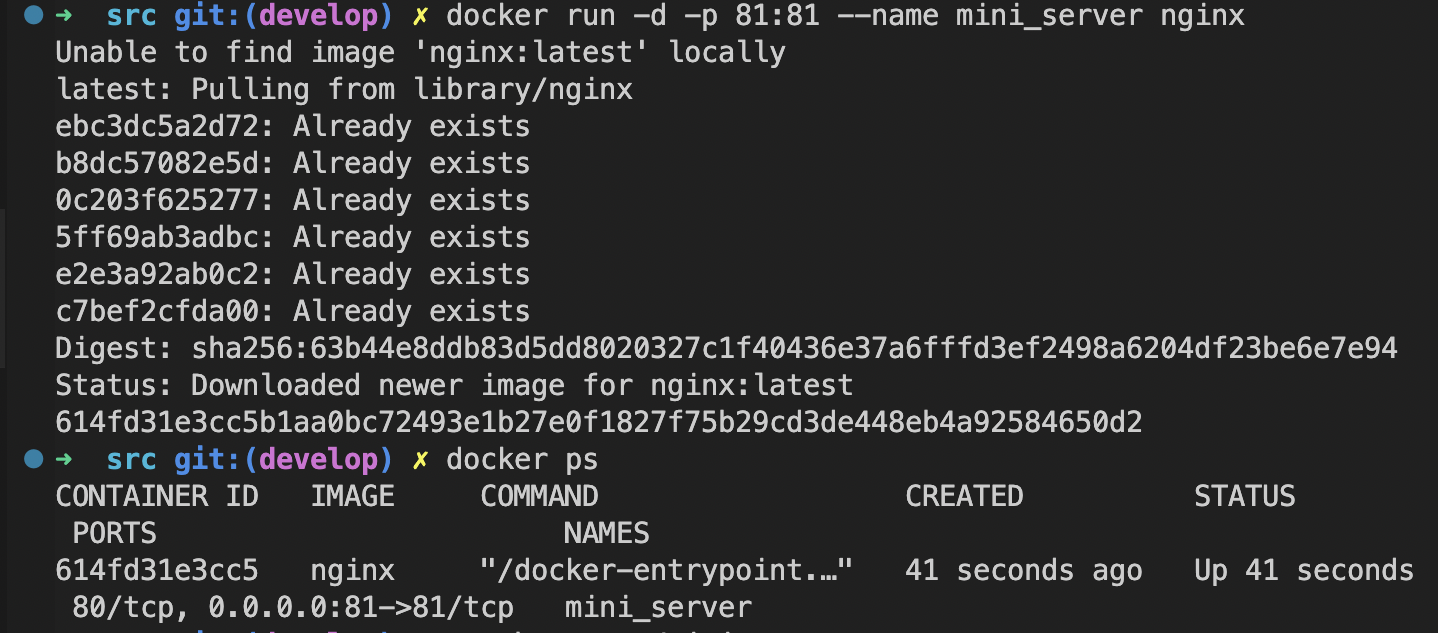 ➜ src git:(develop) ✗ docker run -d -p 81:81 --name mini_server nginx
Unable to find image 'nginx:latest' locally
latest: Pulling from library/nginx
ebc3dc5a2d72: Already exists
b8dc57082e5d: Already exists
0c203f625277: Already exists
5ff69ab3adbc: Already exists
e2e3a92ab0c2: Already exists
c7bef2cfda00: Already exists
Digest: sha256:63b44e8ddb83d5dd8020327c1f40436e37a6fffd3ef2498a6204df23be6e7e94
Status: Downloaded newer image for nginx:latest
614fd31e3cc5b1aa0bc72493e1b27e0f1827f75b29cd3de448eb4a92584650d2
➜ src git:(develop) ✗ docker ps
CONTAINER ID IMAGE COMMAND CREATED STATUS
PORTS NAMES
614fd31e3cc5 nginx "/docker-entrypoint.…" 41 seconds ago Up 41 seconds
80/tcp, 0.0.0.0:81->81/tcp mini_server